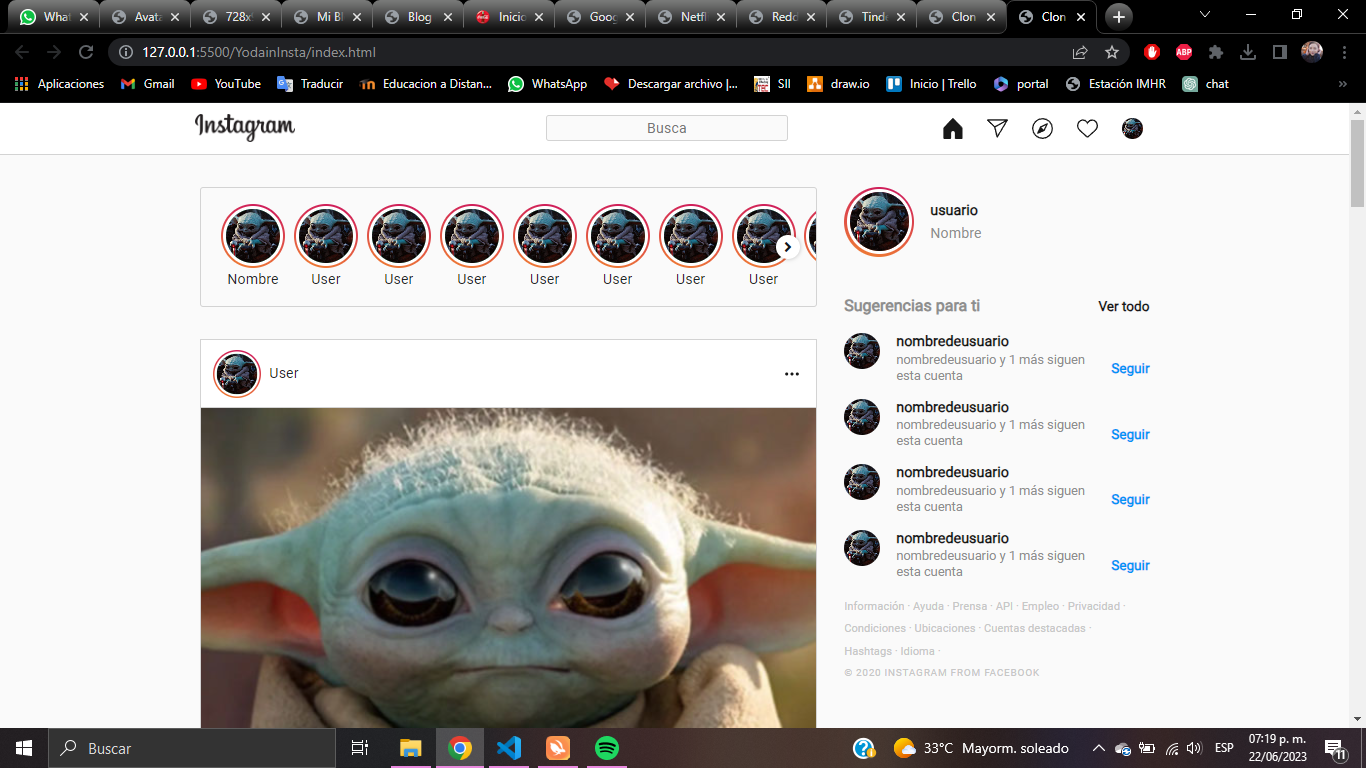 What
Avata
728x
Mi Bl
Blog
Inicio
Goog
Netfl
Redd
Tinde
Clon
Clon
127.0.0.1:5500/YodainInsta/index.html
ABP
Aplicaciones
Gmail
YouTube
Traducir
Educacion a Distan...
WhatsApp
Descargar archivo |...
SII
draw.io
Inicio | Trello
portal
Estación IMHR
chat
»
Instagram
Busca
Nombre
User
User
User
User
User
User
User
usuario
Nombre
Sugerencias para ti
Ver todo
nombredeusuario
nombredeusuario y 1 más siguen
esta cuenta
Seguir
nombredeusuario
nombredeusuario y 1 más siguen
esta cuenta
Seguir
nombredeusuario
nombredeusuario y 1 más siguen
esta cuenta
Seguir
nombredeusuario
nombredeusuario y 1 más siguen
esta cuenta
Seguir
Información · Ayuda · Prensa · API · Empleo · Privacidad ·
Condiciones · Ubicaciones · Cuentas destacadas ·
Hashtags · Idioma ·
© 2020 INSTAGRAM FROM FACEBOOK
User
Buscar
33°C Mayorm. soleado
ESP
07:19 p. m.
22/06/2023
11